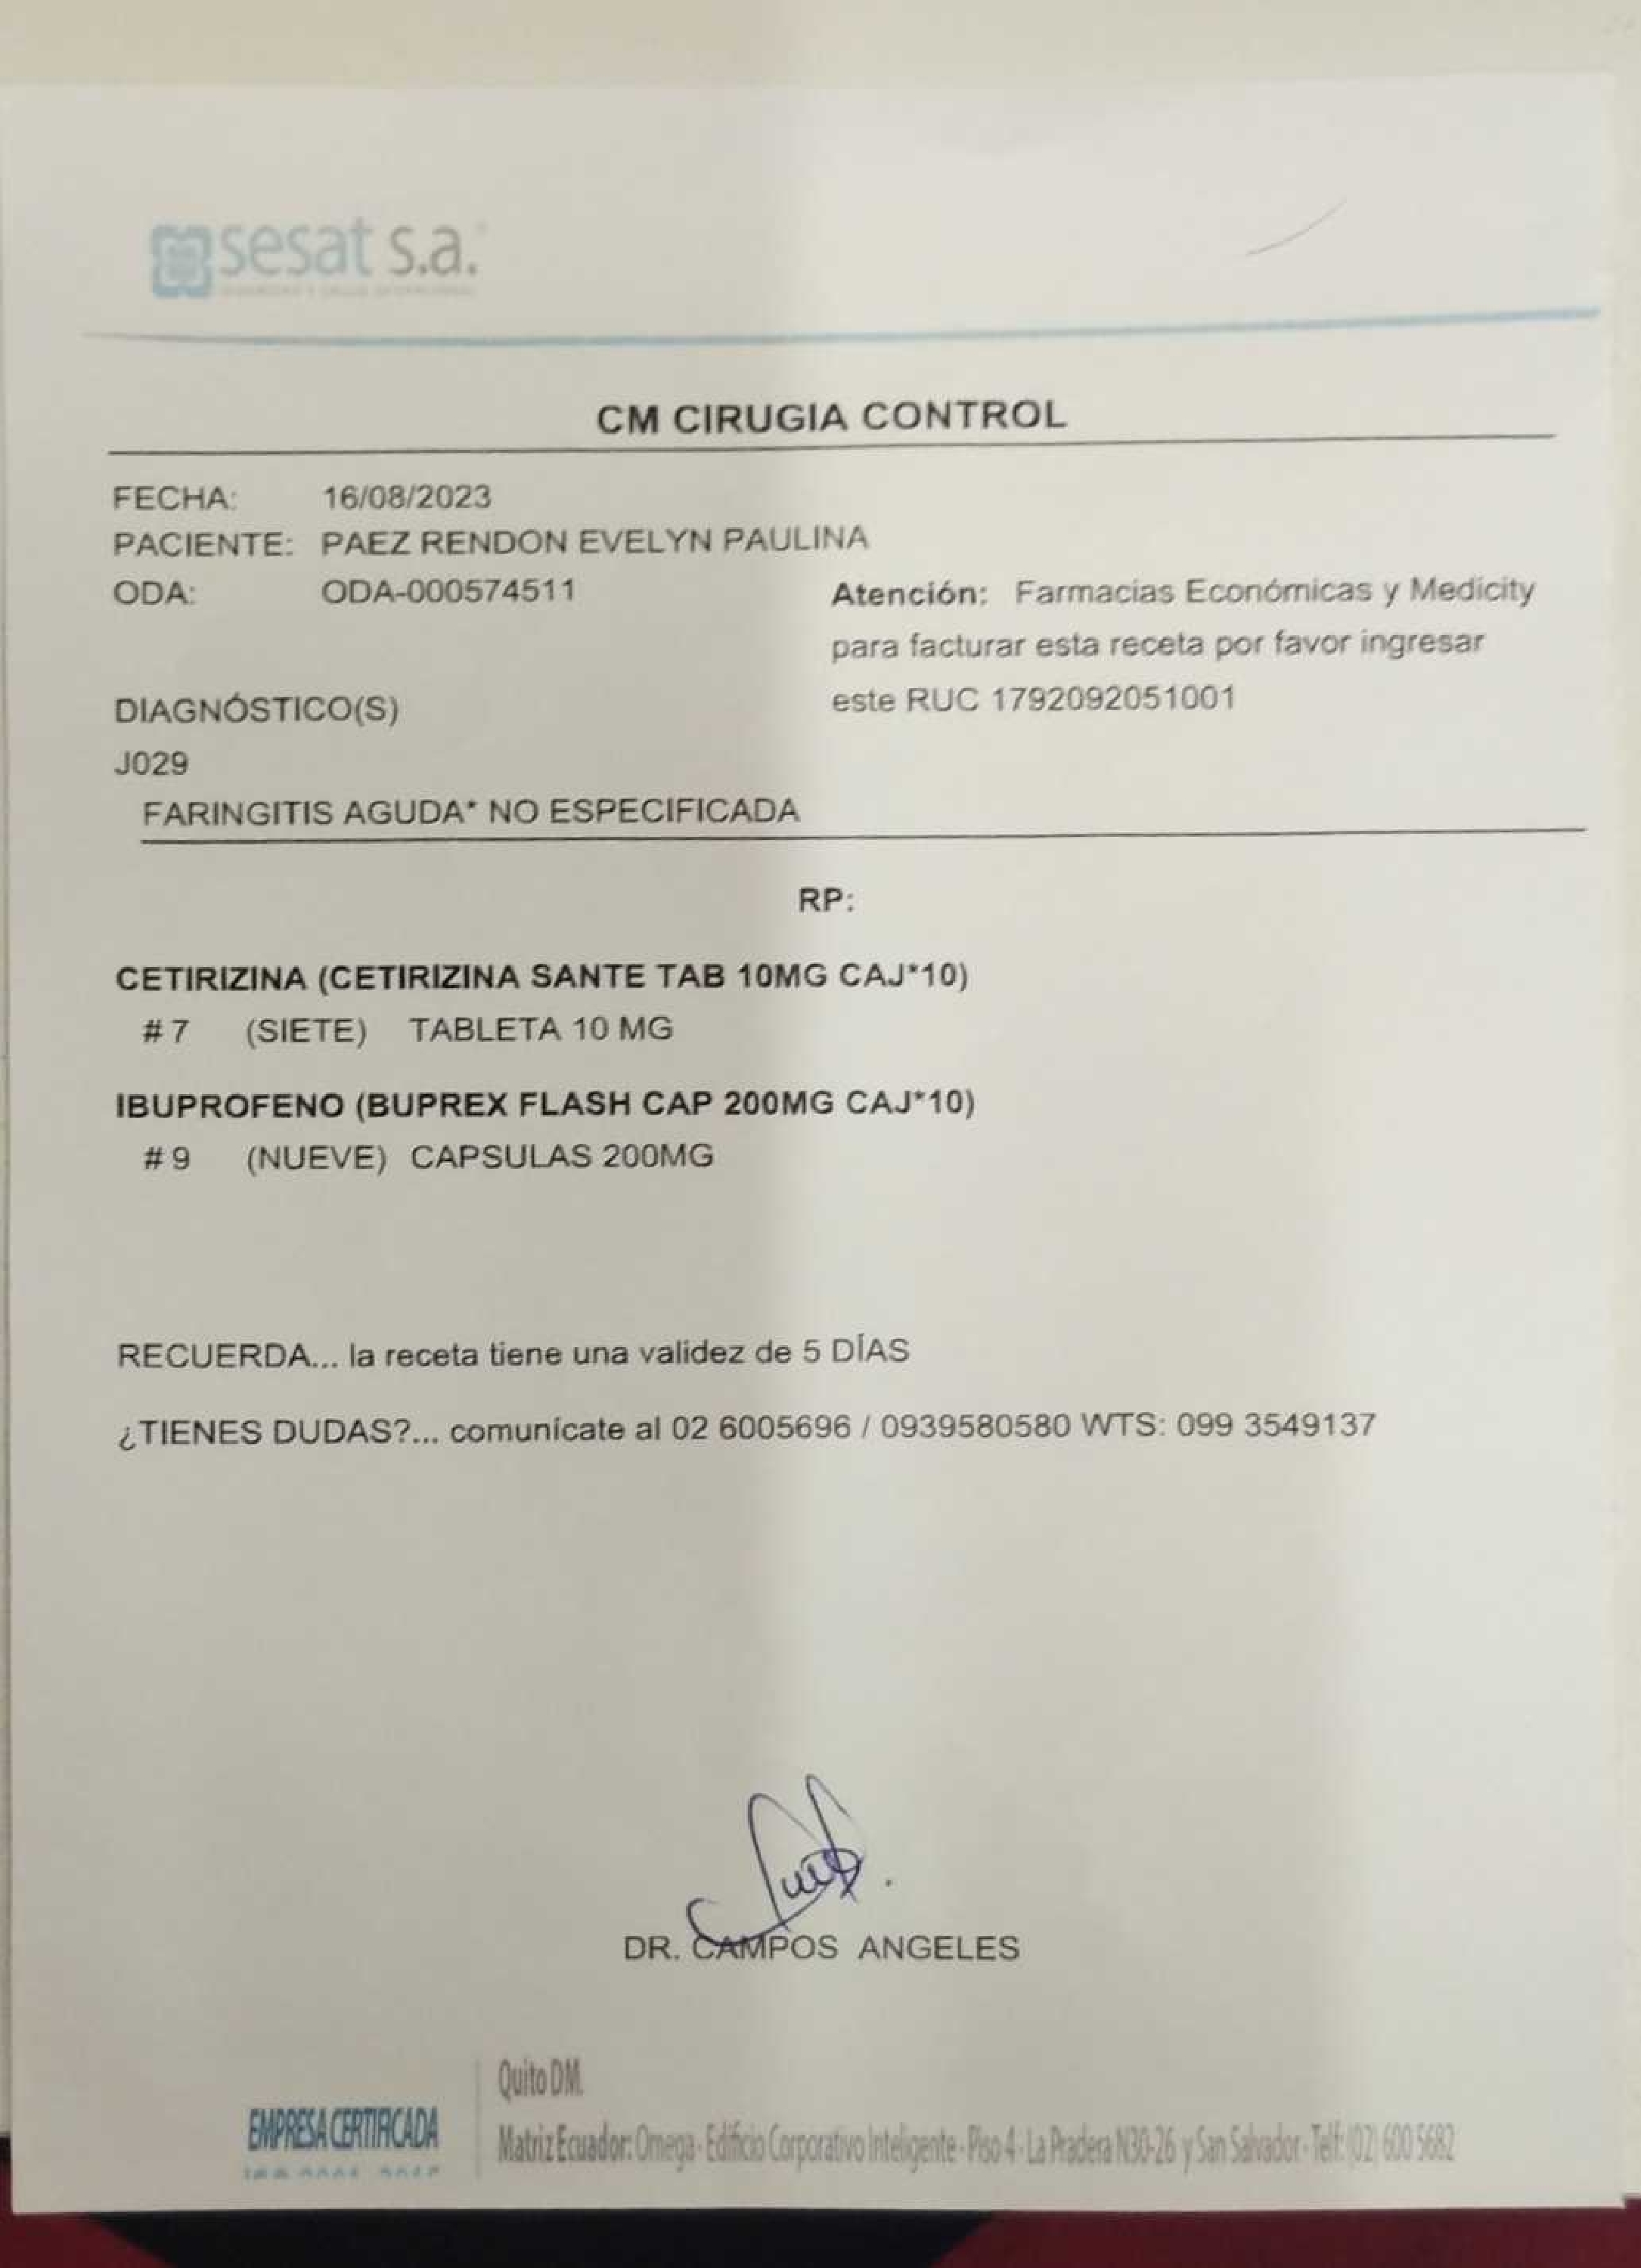 sesat s.a.
CM CIRUGIA CONTROL
FECHA: 16/08/2023
PACIENTE: PAEZ RENDON EVELYN PAULINA
ODA: ODA-000574511
Atención: Farmacias Económicas y Medicity
para facturar esta receta por favor ingresar
este RUC 1792092051001
DIAGNÓSTICO(S)
J029
FARINGITIS AGUDA* NO ESPECIFICADA
RP:
CETIRIZINA (CETIRIZINA SANTE TAB 10MG CAJ*10)
# 7 (SIETE) TABLETA 10 MG
IBUPROFENO (BUPREX FLASH CAP 200MG CAJ*10)
# 9 (NUEVE) CAPSULAS 200MG
RECUERDA... la receta tiene una validez de 5 DÍAS
¿TIENES DUDAS?... comunícate al 02 6005696 / 0939580580 WTS: 099 3549137
DR. CAMPOS ANGELES
EMPRESA CERTIFICADA
Quito DM.
Matriz Ecuador: Omega - Edificio Corporativo Inteligente - Piso 4 - La Pradera N30-26 y San Salvador - Telf: (02) 600 5682